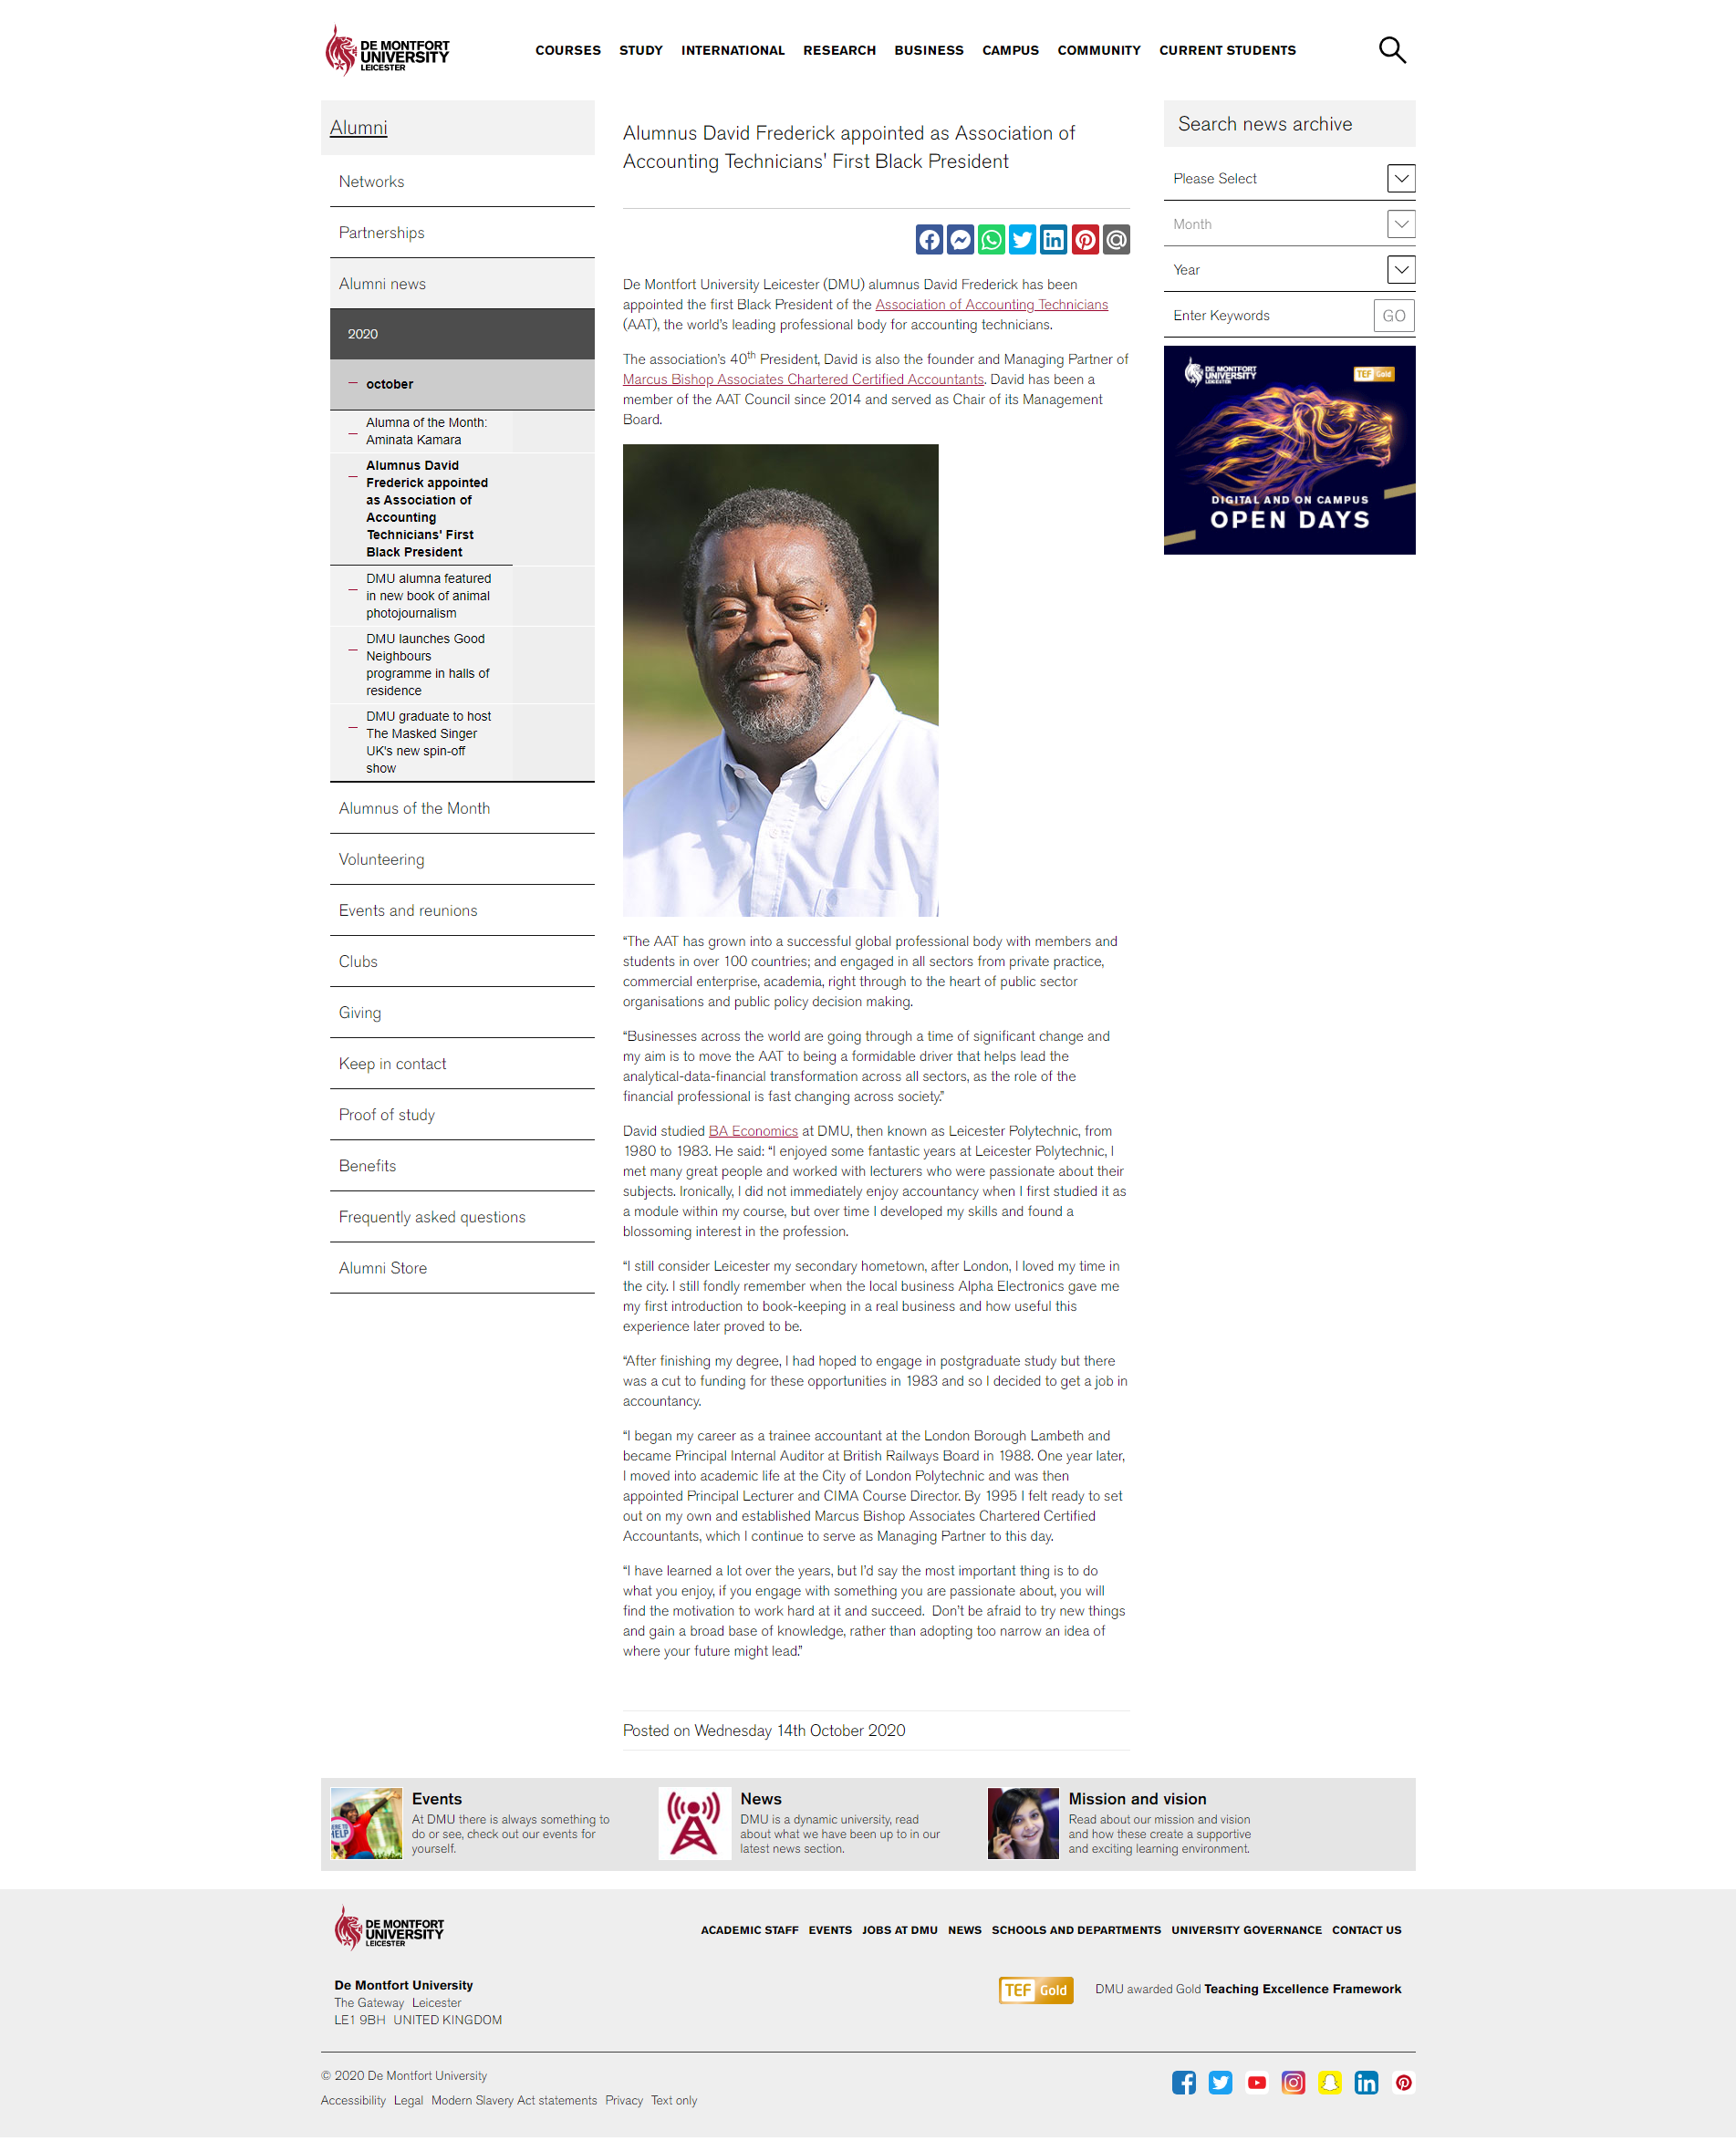 DE MONTFORT
UNIVERSITY
LEICESTER
COURSES STUDY INTERNATIONAL RESEARCH BUSINESS CAMPUS COMMUNITY CURRENT STUDENTS
Alumni
Networks
Partnerships
Alumni news
2020
october
Alumna of the Month:
Aminata Kamara
Alumnus David
Frederick appointed
as Association of
Accounting
Technicians' First
Black President
DMU alumna featured
in new book of animal
photojournalism
DMU launches Good
Neighbours
programme in halls of
residence
DMU graduate to host
The Masked Singer
UK's new spin-off
show
Alumnus of the Month
Volunteering
Events and reunions
Clubs
Giving
Keep in contact
Proof of study
Benefits
Frequently asked questions
Alumni Store
Alumnus David Frederick appointed as Association of
Accounting Technicians' First Black President
De Montfort University Leicester (DMU) alumnus David Frederick has been
appointed the first Black President of the Association of Accounting Technicians
(AAT), the world’s leading professional body for accounting technicians.
The association’s 40th President, David is also the founder and Managing Partner of
Marcus Bishop Associates Chartered Certified Accountants. David has been a
member of the AAT Council since 2014 and served as Chair of its Management
Board.
“The AAT has grown into a successful global professional body with members and
students in over 100 countries; and engaged in all sectors from private practice,
commercial enterprise, academia, right through to the heart of public sector
organisations and public policy decision making.
“Businesses across the world are going through a time of significant change and
my aim is to move the AAT to being a formidable driver that helps lead the
analytical-data-financial transformation across all sectors, as the role of the
financial professional is fast changing across society.”
David studied BA Economics at DMU, then known as Leicester Polytechnic, from
1980 to 1983. He said: “I enjoyed some fantastic years at Leicester Polytechnic, I
met many great people and worked with lecturers who were passionate about their
subjects. Ironically, I did not immediately enjoy accountancy when I first studied it as
a module within my course, but over time I developed my skills and found a
blossoming interest in the profession.
“I still consider Leicester my secondary hometown, after London, I loved my time in
the city. I still fondly remember when the local business Alpha Electronics gave me
my first introduction to book-keeping in a real business and how useful this
experience later proved to be.
“After finishing my degree, I had hoped to engage in postgraduate study but there
was a cut to funding for these opportunities in 1983 and so I decided to get a job in
accountancy.
“I began my career as a trainee accountant at the London Borough Lambeth and
became Principal Internal Auditor at British Railways Board in 1988. One year later,
I moved into academic life at the City of London Polytechnic and was then
appointed Principal Lecturer and CIMA Course Director. By 1995 I felt ready to set
out on my own and established Marcus Bishop Associates Chartered Certified
Accountants, which I continue to serve as Managing Partner to this day.
“I have learned a lot over the years, but I’d say the most important thing is to do
what you enjoy, if you engage with something you are passionate about, you will
find the motivation to work hard at it and succeed. Don’t be afraid to try new things
and gain a broad base of knowledge, rather than adopting too narrow an idea of
where your future might lead.”
Posted on Wednesday 14th October 2020
Search news archive
Please Select
Month
Year
Enter Keywords GO
DE MONTFORT
UNIVERSITY
LEICESTER
TEF Gold
DIGITAL AND ON CAMPUS
OPEN DAYS
HELP
Events
At DMU there is always something to
do or see, check out our events for
yourself.
News
DMU is a dynamic university, read
about what we have been up to in our
latest news section.
Mission and vision
Read about our mission and vision
and how these create a supportive
and exciting learning environment.
DE MONTFORT
UNIVERSITY
LEICESTER
ACADEMIC STAFF EVENTS JOBS AT DMU NEWS SCHOOLS AND DEPARTMENTS UNIVERSITY GOVERNANCE CONTACT US
De Montfort University
The Gateway Leicester
LE1 9BH UNITED KINGDOM
TEF Gold
DMU awarded Gold Teaching Excellence Framework
© 2020 De Montfort University
Accessibility Legal Modern Slavery Act statements Privacy Text only